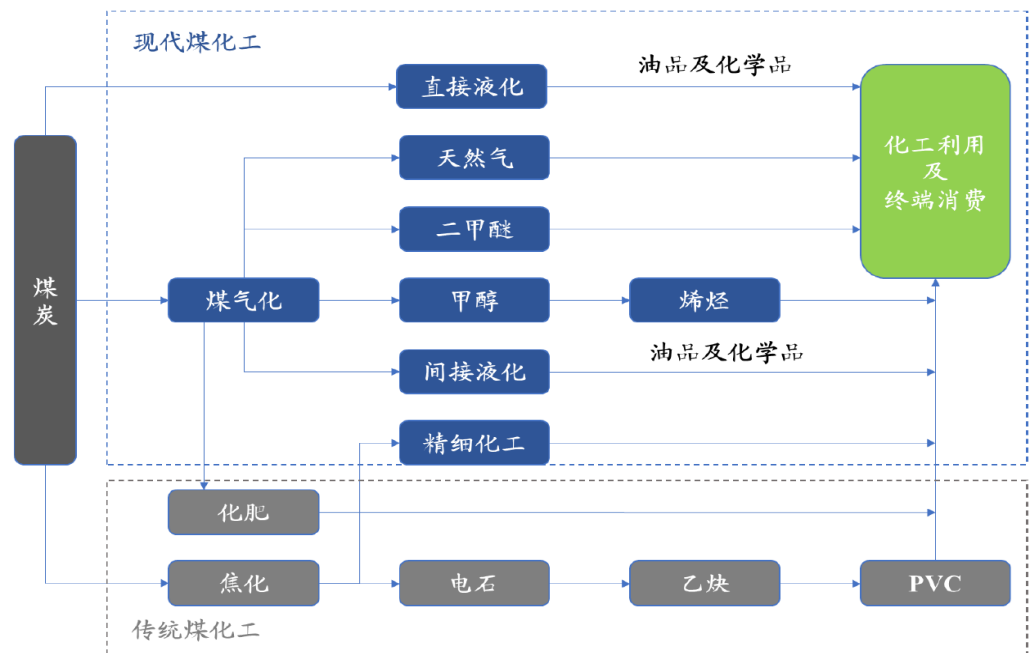 现代煤化工
直接液化
油品及化学品
天然气
化工利用
及
终端消费
二甲醚
煤
炭
煤气化
甲醇
烯烃
油品及化学品
间接液化
精细化工
化肥
焦化
电石
乙炔
PVC
传统煤化工